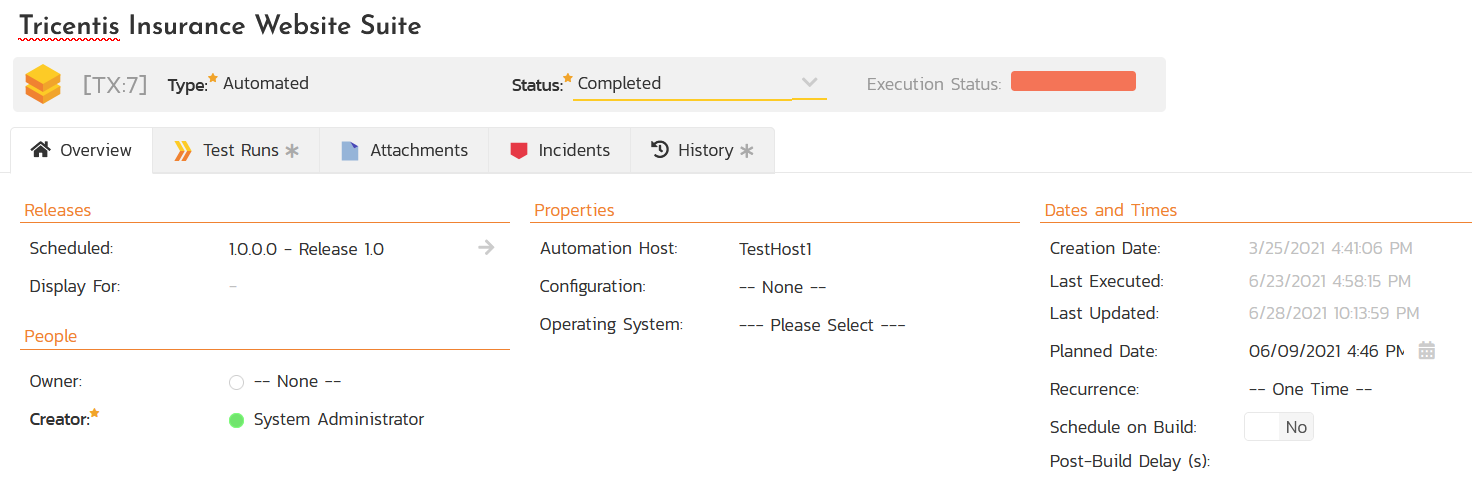 Tricentis Insurance Website Suite
[TX:7] Type: Automated Status: Completed Execution Status:
Overview Test Runs Attachments Incidents History
Releases
Scheduled: 1.0.0.0 - Release 1.0
Display For: -
People
Owner: -- None --
Creator: System Administrator
Properties
Automation Host: TestHost1
Configuration: -- None --
Operating System: --- Please Select ---
Dates and Times
Creation Date: 3/25/2021 4:41:06 PM
Last Executed: 6/23/2021 4:58:15 PM
Last Updated: 6/28/2021 10:13:59 PM
Planned Date: 06/09/2021 4:46 PM
Recurrence: -- One Time --
Schedule on Build: No
Post-Build Delay (s):